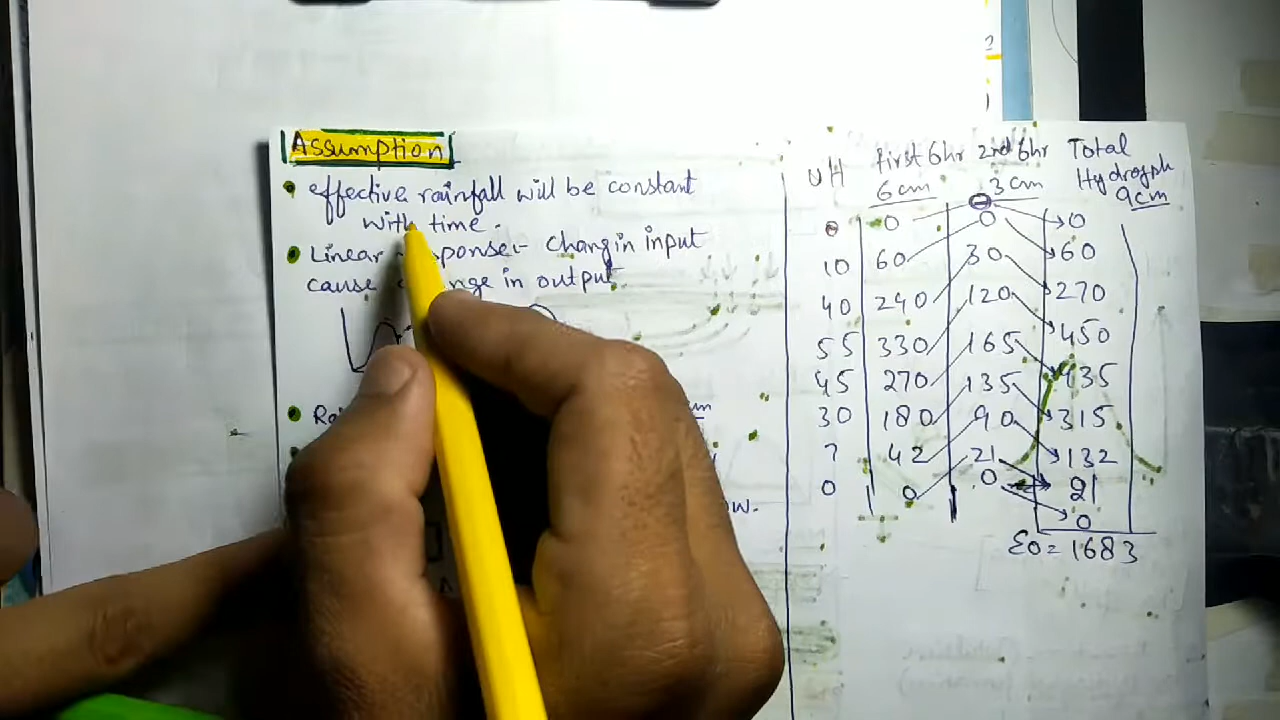 Assumption
effective rainfall will be constant
with time.
Linear changin input
cause in output
UH first 6hr 2nd 6hr Total
Hydrogph
6cm 3cm 9cm
0 0 0 0
10 60 30 60
40 240 120 270
55 330 165 450
45 270 135 435
30 180 90 315
7 42 21 132
0 0 0 21
0
ow.
Σo = 1683